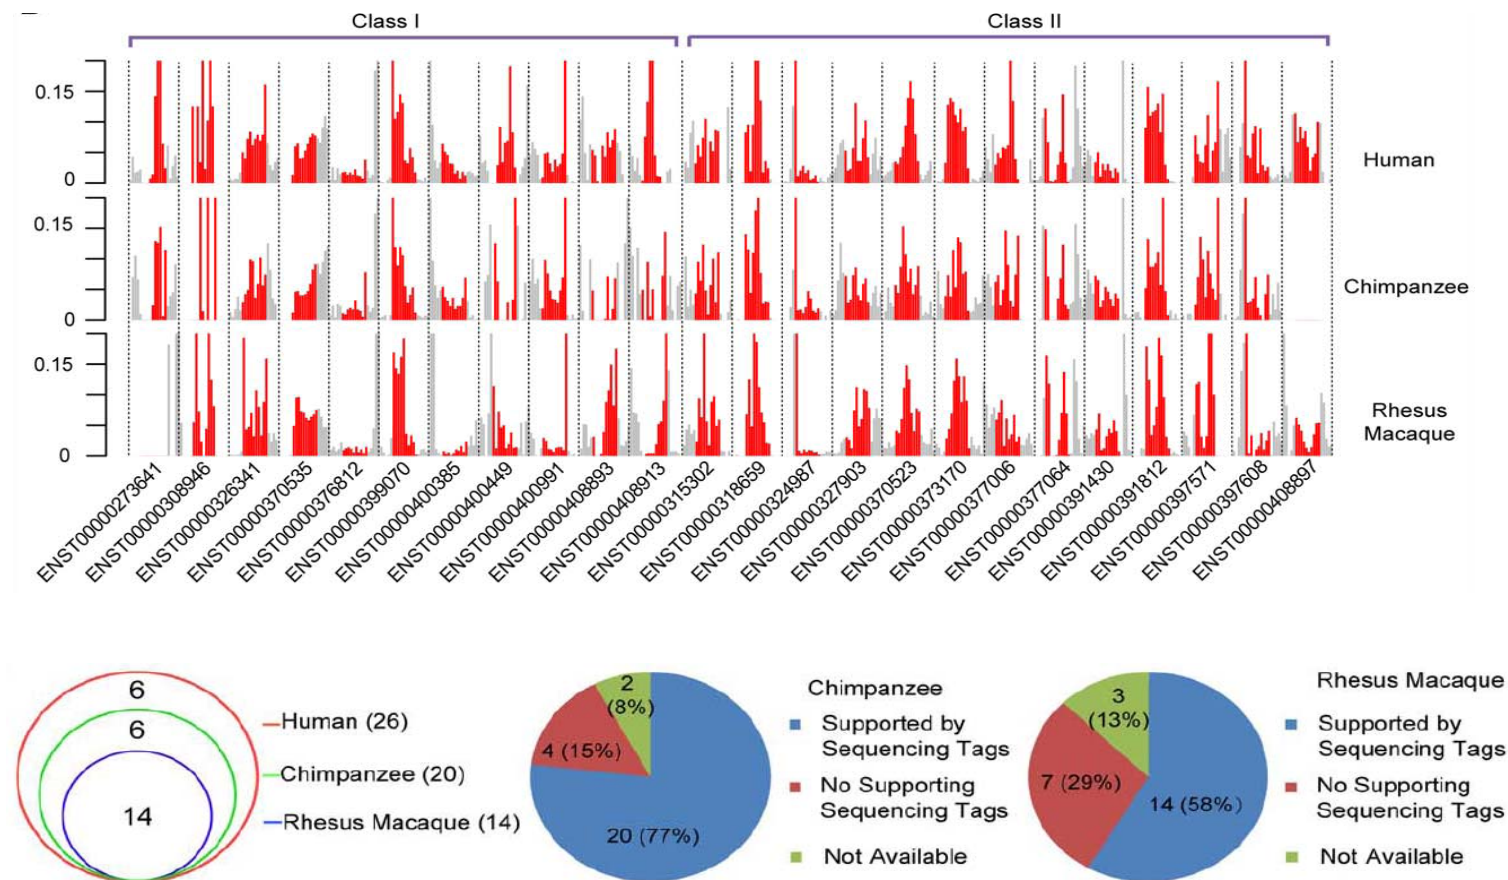 Class I
Class II
0.15
0
Human
0.15
0
Chimpanzee
0.15
0
Rhesus
Macaque
ENST00000273641
ENST00000308946
ENST00000326341
ENST00000370535
ENST00000376812
ENST00000399070
ENST00000400385
ENST00000400449
ENST00000400991
ENST00000408893
ENST00000408913
ENST00000315302
ENST00000318659
ENST00000324987
ENST00000327903
ENST00000370523
ENST00000373170
ENST00000377006
ENST00000377064
ENST00000391430
ENST00000391812
ENST00000397571
ENST00000397608
ENST00000408897
6
6
14
Human (26)
Chimpanzee (20)
Rhesus Macaque (14)
2
(8%)
4 (15%)
20 (77%)
Chimpanzee
Supported by
Sequencing Tags
No Supporting
Sequencing Tags
Not Available
3
(13%)
7 (29%)
14 (58%)
Rhesus Macaque
Supported by
Sequencing Tags
No Supporting
Sequencing Tags
Not Available